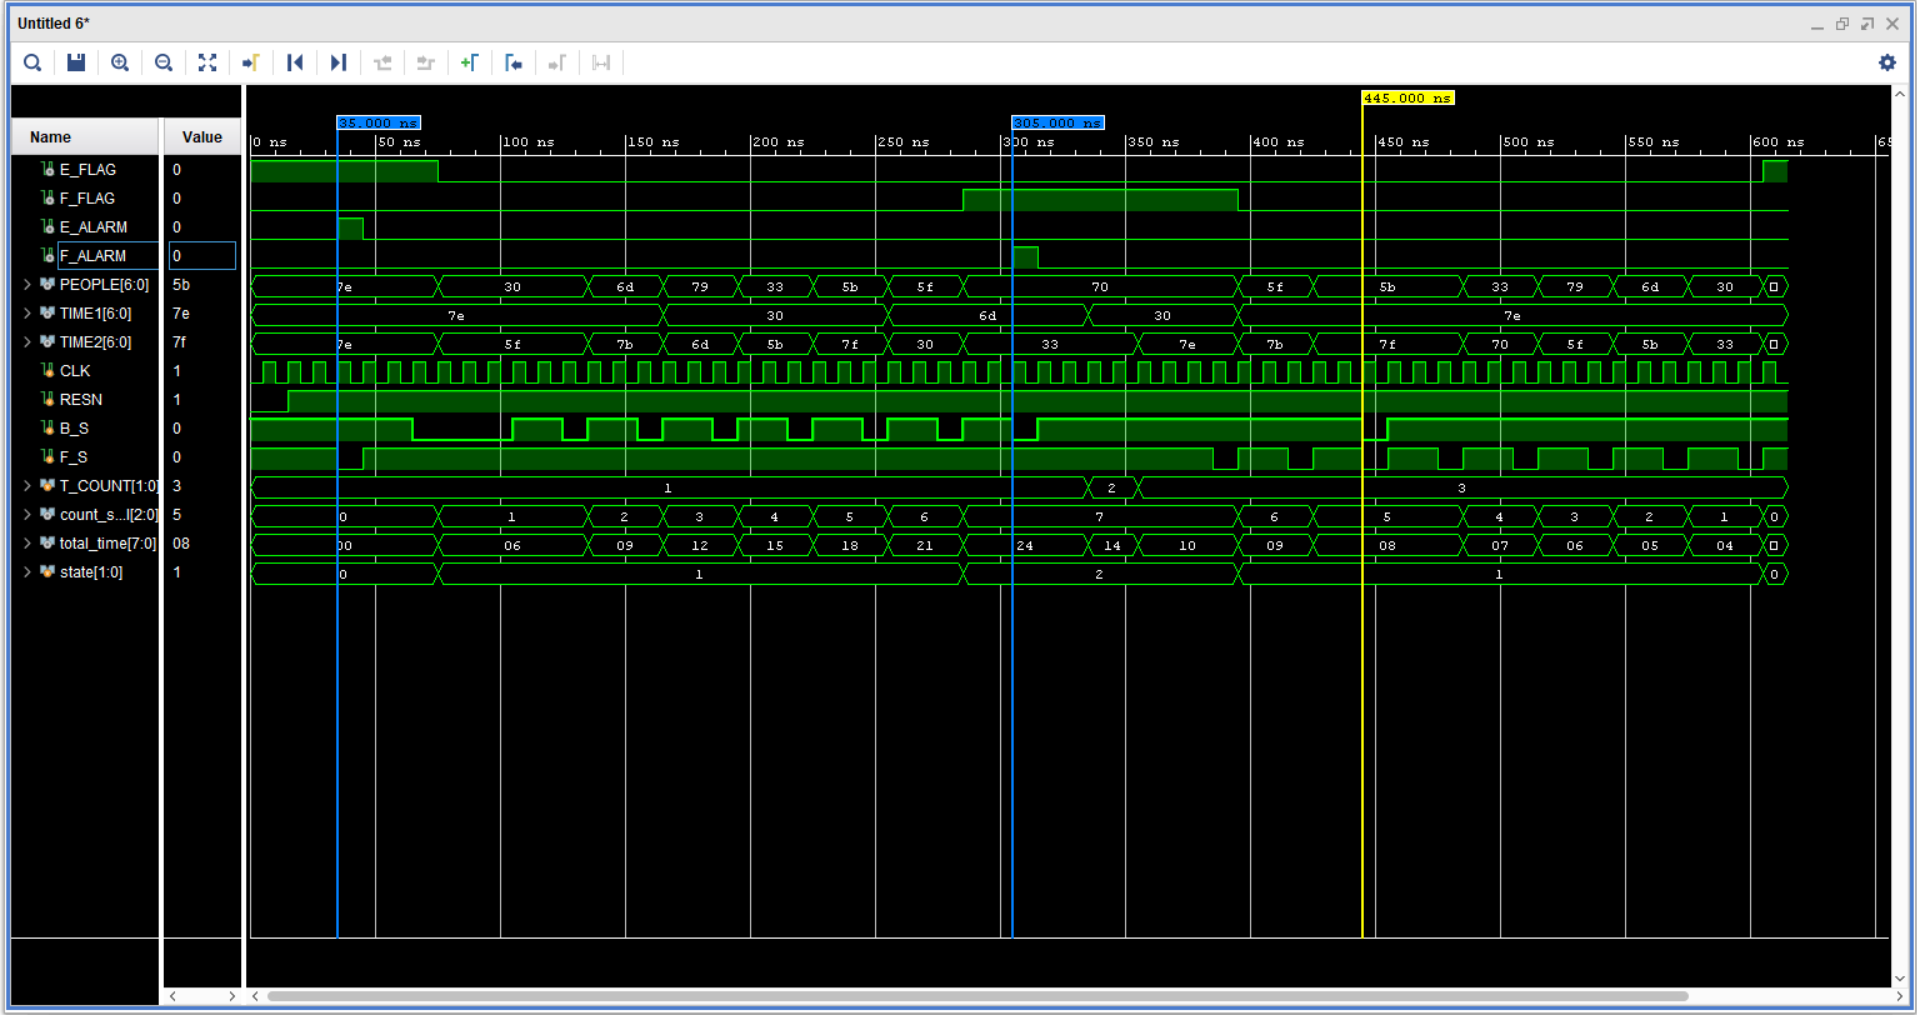 Untitled 6*
445.000 ns
35.000 ns 305.000 ns
Name Value
0 ns 50 ns 100 ns 150 ns 200 ns 250 ns 300 ns 350 ns 400 ns 450 ns 500 ns 550 ns 600 ns 65
E_FLAG 0
F_FLAG 0
E_ALARM 0
F_ALARM 0
PEOPLE[6:0] 5b 7e 30 6d 79 33 5b 5f 70 5f 5b 33 79 6d 30
TIME1[6:0] 7e 7e 30 6d 30 7e
TIME2[6:0] 7f 7e 5f 7b 6d 5b 7f 30 33 7e 7b 7f 70 5f 5b 33
CLK 1
RESN 1
B_S 0
F_S 0
T_COUNT[1:0] 3 1 2 3
count_s...l[2:0] 5 0 1 2 3 4 5 6 7 6 5 4 3 2 1 0
total_time[7:0] 08 00 06 09 12 15 18 21 24 14 10 09 08 07 06 05 04
state[1:0] 1 0 1 2 1 0